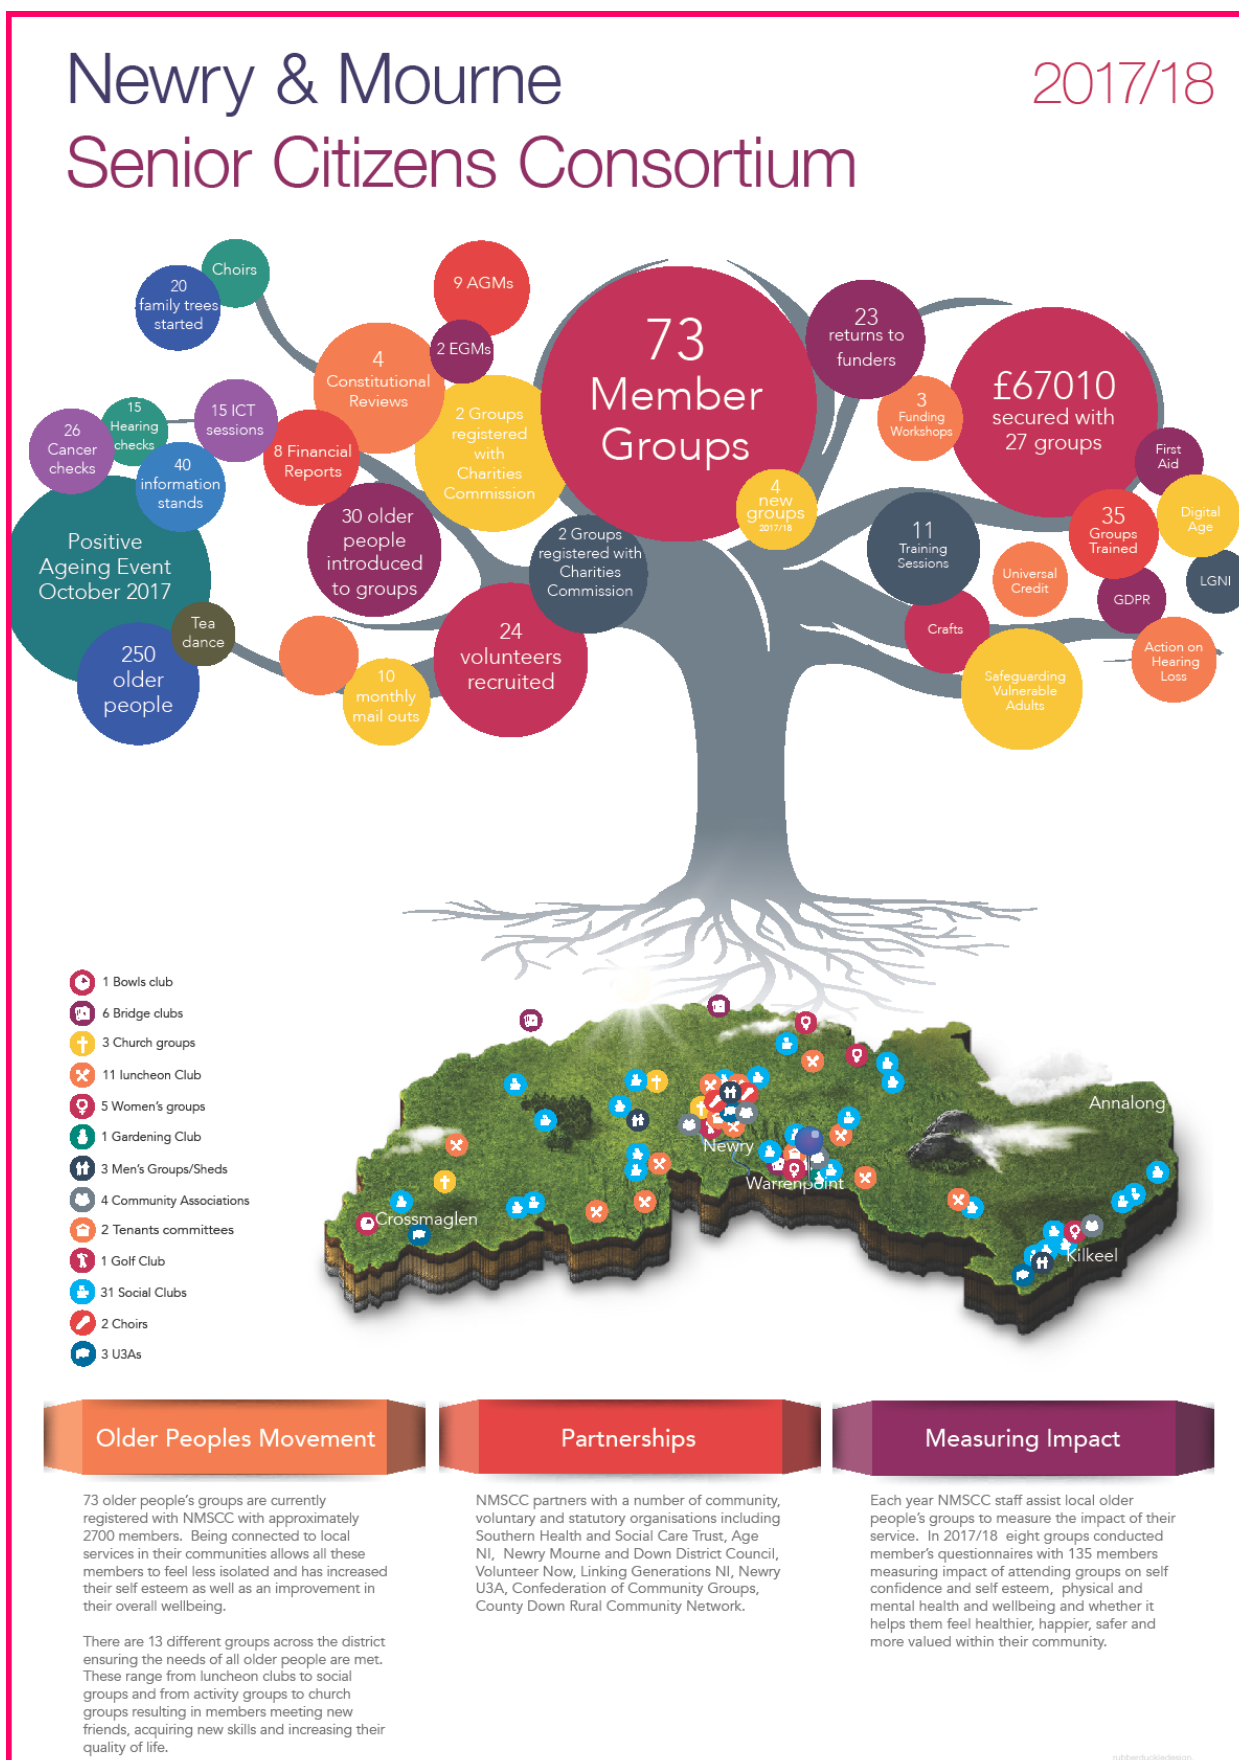 Newry & Mourne
Senior Citizens Consortium
2017/18
Choirs
20
family trees
started
9 AGMs
2 EGMs
4
Constitutional
Reviews
73
Member
Groups
23
returns to
funders
£67010
secured with
27 groups
3
Funding
Workshops
2 Groups
registered
with
Charities
Commission
15 ICT
sessions
15
Hearing
checks
26
Cancer
checks
8 Financial
Reports
40
information
stands
First
Aid
4
new
groups
2017/18
Digital
Age
35
Groups
Trained
11
Training
Sessions
30 older
people
introduced
to groups
2 Groups
registered with
Charities
Commission
Positive
Ageing Event
October 2017
Universal
Credit
LGNI
GDPR
Tea
dance
24
volunteers
recruited
Crafts
Action on
Hearing
Loss
250
older
people
10
monthly
mail outs
Safeguarding
Vulnerable
Adults
1 Bowls club
6 Bridge clubs
3 Church groups
11 luncheon Club
5 Women's groups
1 Gardening Club
3 Men's Groups/Sheds
4 Community Associations
2 Tenants committees
1 Golf Club
31 Social Clubs
2 Choirs
3 U3As
Annalong
Newry
Warrenpoint
Crossmaglen
Kilkeel
Older Peoples Movement
73 older people's groups are currently
registered with NMSCC with approximately
2700 members. Being connected to local
services in their communities allows all these
members to feel less isolated and has increased
their self esteem as well as an improvement in
their overall wellbeing.
There are 13 different groups across the district
ensuring the needs of all older people are met.
These range from luncheon clubs to social
groups and from activity groups to church
groups resulting in members meeting new
friends, acquiring new skills and increasing their
quality of life.
Partnerships
NMSCC partners with a number of community,
voluntary and statutory organisations including
Southern Health and Social Care Trust, Age
NI, Newry Mourne and Down District Council,
Volunteer Now, Linking Generations NI, Newry
U3A, Confederation of Community Groups,
County Down Rural Community Network.
Measuring Impact
Each year NMSCC staff assist local older
people's groups to measure the impact of their
service. In 2017/18 eight groups conducted
member's questionnaires with 135 members
measuring impact of attending groups on self
confidence and self esteem, physical and
mental health and wellbeing and whether it
helps them feel healthier, happier, safer and
more valued within their community.
rubberduckiedesign.